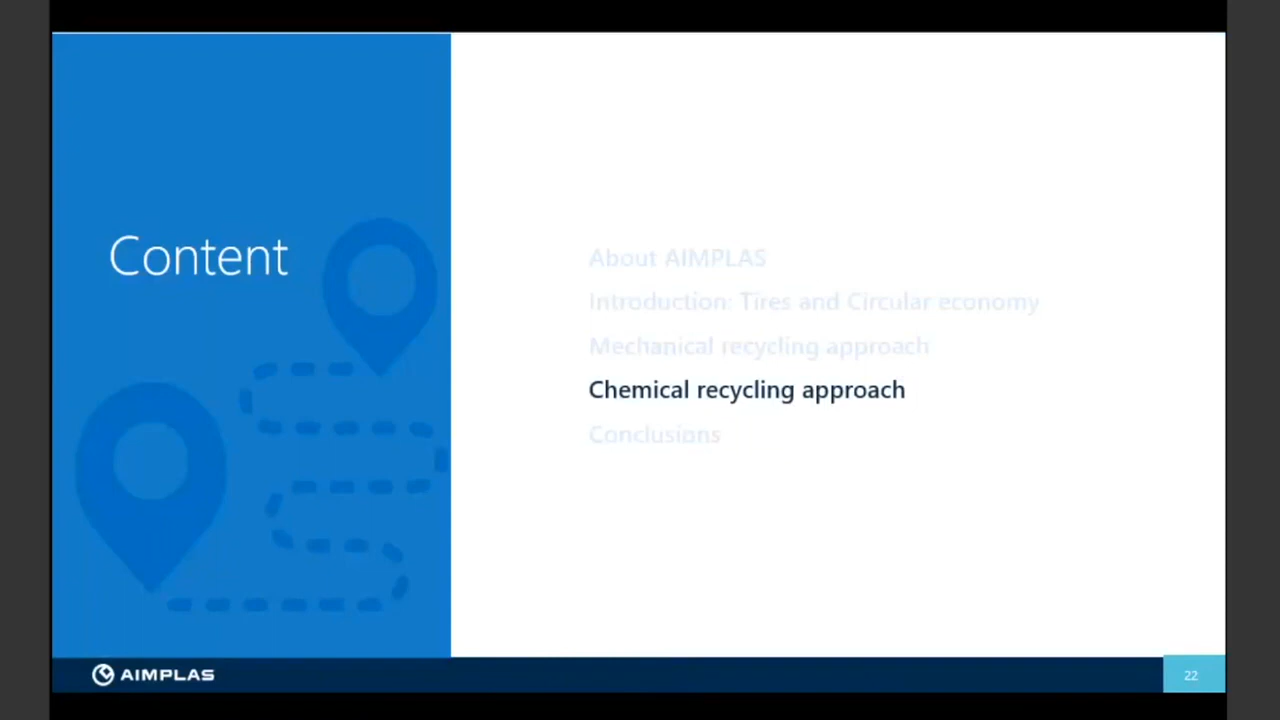 Content
About AIMPLAS
Introduction: Tires and Circular economy
Mechanical recycling approach
Chemical recycling approach
Conclusions
AIMPLAS
22